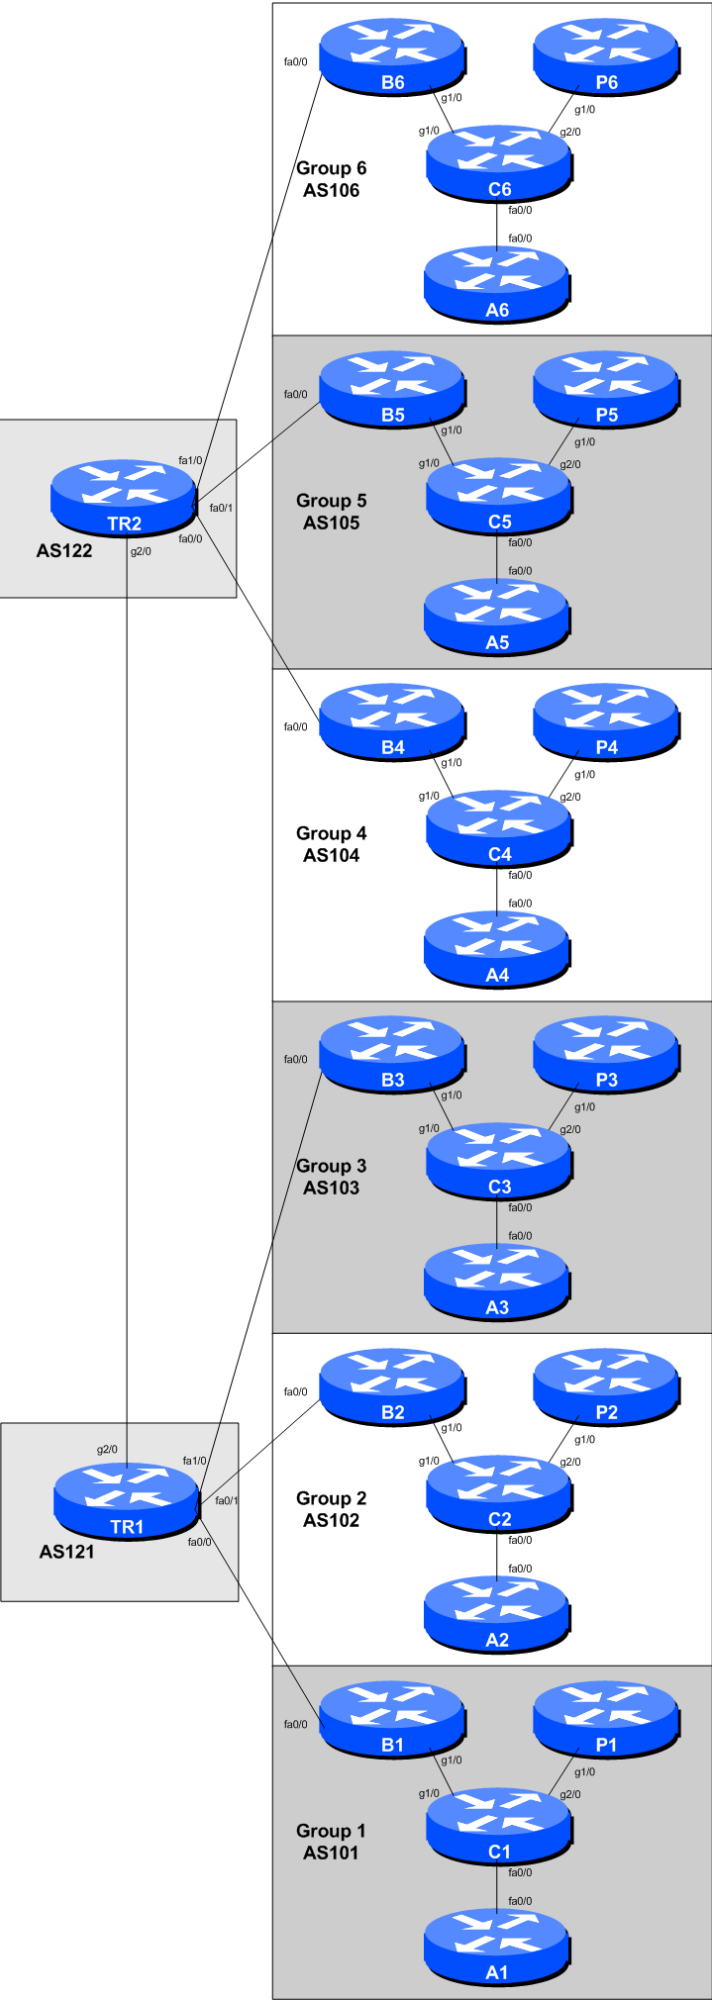 fa0/0
B6
P6
g1/0
g1/0
g1/0
g2/0
Group 6
AS106
C6
fa0/0
fa0/0
A6
fa0/0
B5
P5
g1/0
g1/0
g1/0
g2/0
Group 5
AS105
C5
fa0/0
fa0/0
A5
fa1/0
fa0/1
TR2
fa0/0
AS122
g2/0
fa0/0
B4
P4
g1/0
g1/0
g1/0
g2/0
Group 4
AS104
C4
fa0/0
fa0/0
A4
fa0/0
B3
P3
g1/0
g1/0
g1/0
g2/0
Group 3
AS103
C3
fa0/0
fa0/0
A3
fa0/0
B2
P2
g1/0
g1/0
g1/0
g2/0
Group 2
AS102
C2
fa0/0
fa0/0
A2
g2/0
fa1/0
fa0/1
TR1
fa0/0
AS121
fa0/0
B1
P1
g1/0
g1/0
g1/0
g2/0
Group 1
AS101
C1
fa0/0
fa0/0
A1